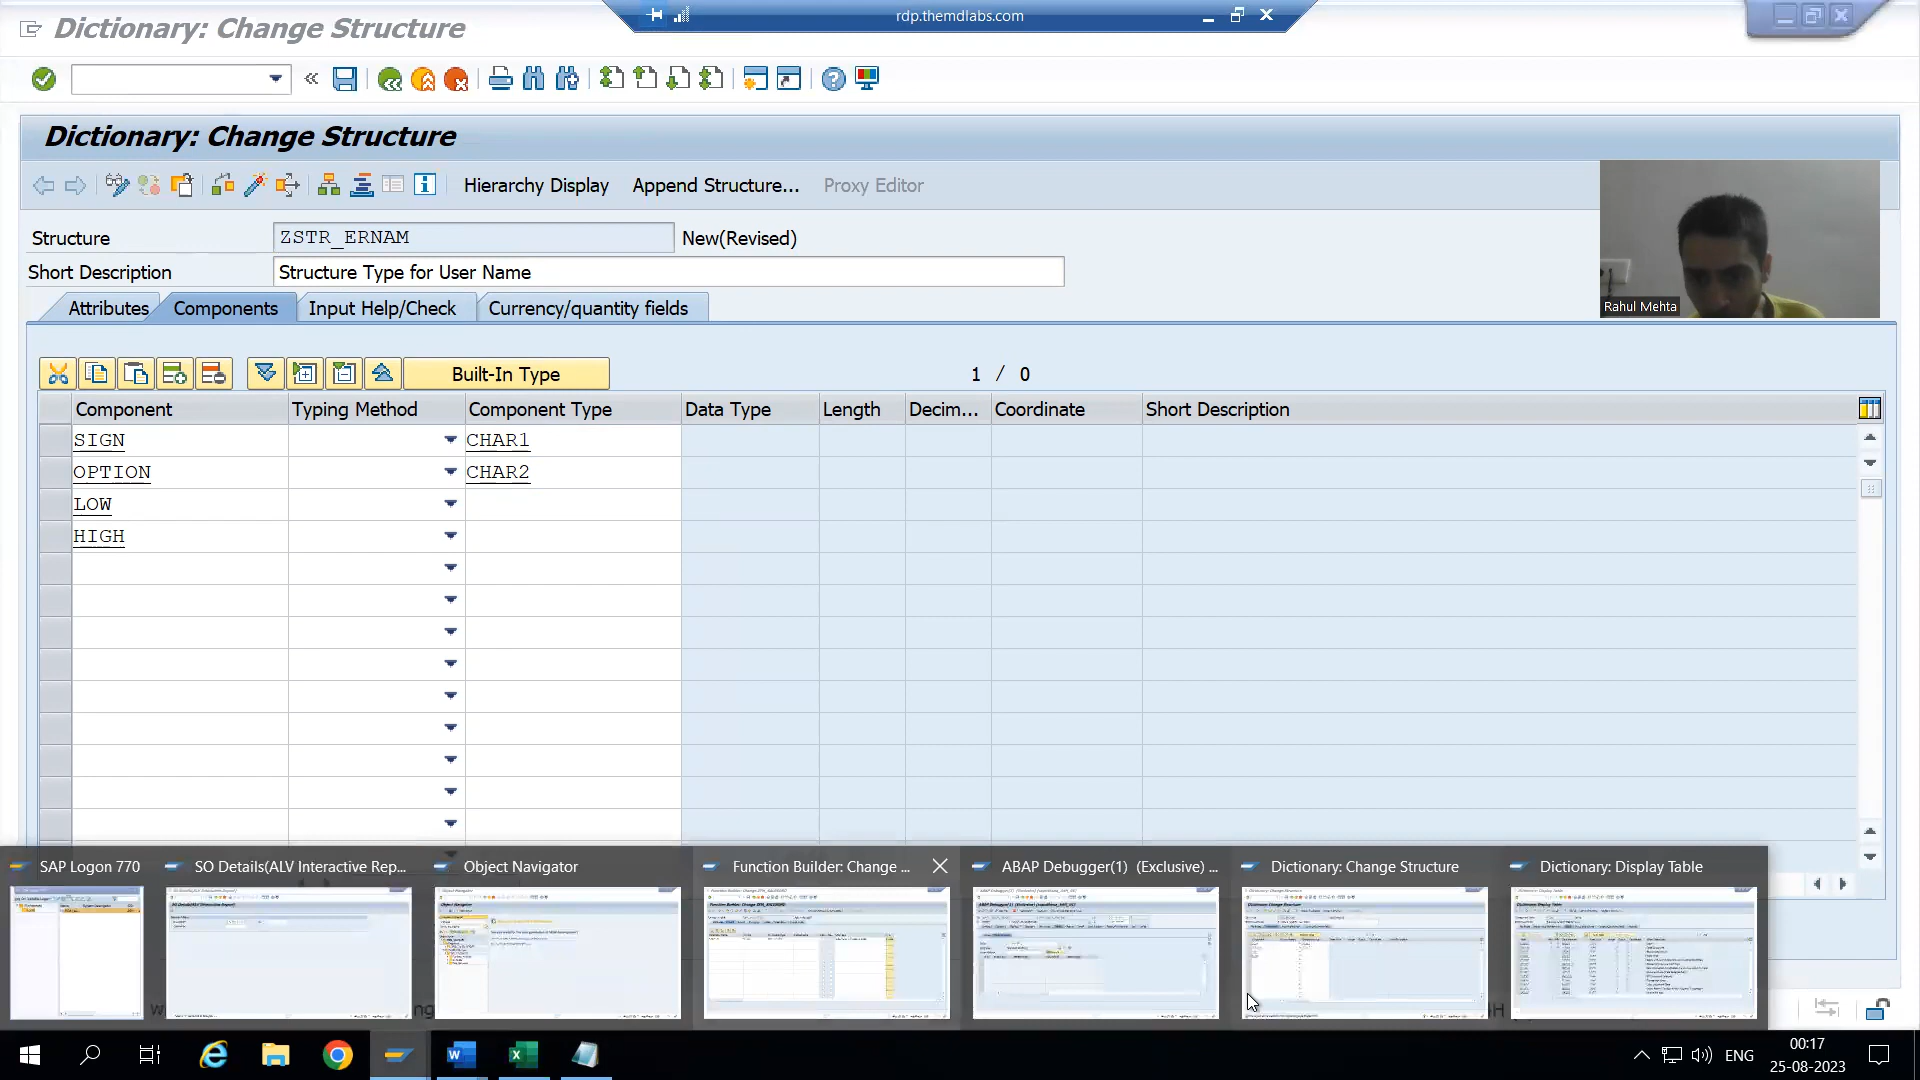 Dictionary: Change Structure
rdp.themdlabs.com
Dictionary: Change Structure
Hierarchy Display
Append Structure...
Proxy Editor
Structure
ZSTR_ERNAM
New(Revised)
Short Description
Structure Type for User Name
Attributes
Components
Input Help/Check
Currency/quantity fields
Rahul Mehta
Built-In Type
1 / 0
Component
Typing Method
Component Type
Data Type
Length
Decim...
Coordinate
Short Description
SIGN
CHAR1
OPTION
CHAR2
LOW
HIGH
SAP Logon 770
SO Details(ALV Interactive Rep...
Object Navigator
Function Builder: Change ...
ABAP Debugger(1) (Exclusive) ...
Dictionary: Change Structure
Dictionary: Display Table
ENG
00:17
25-08-2023